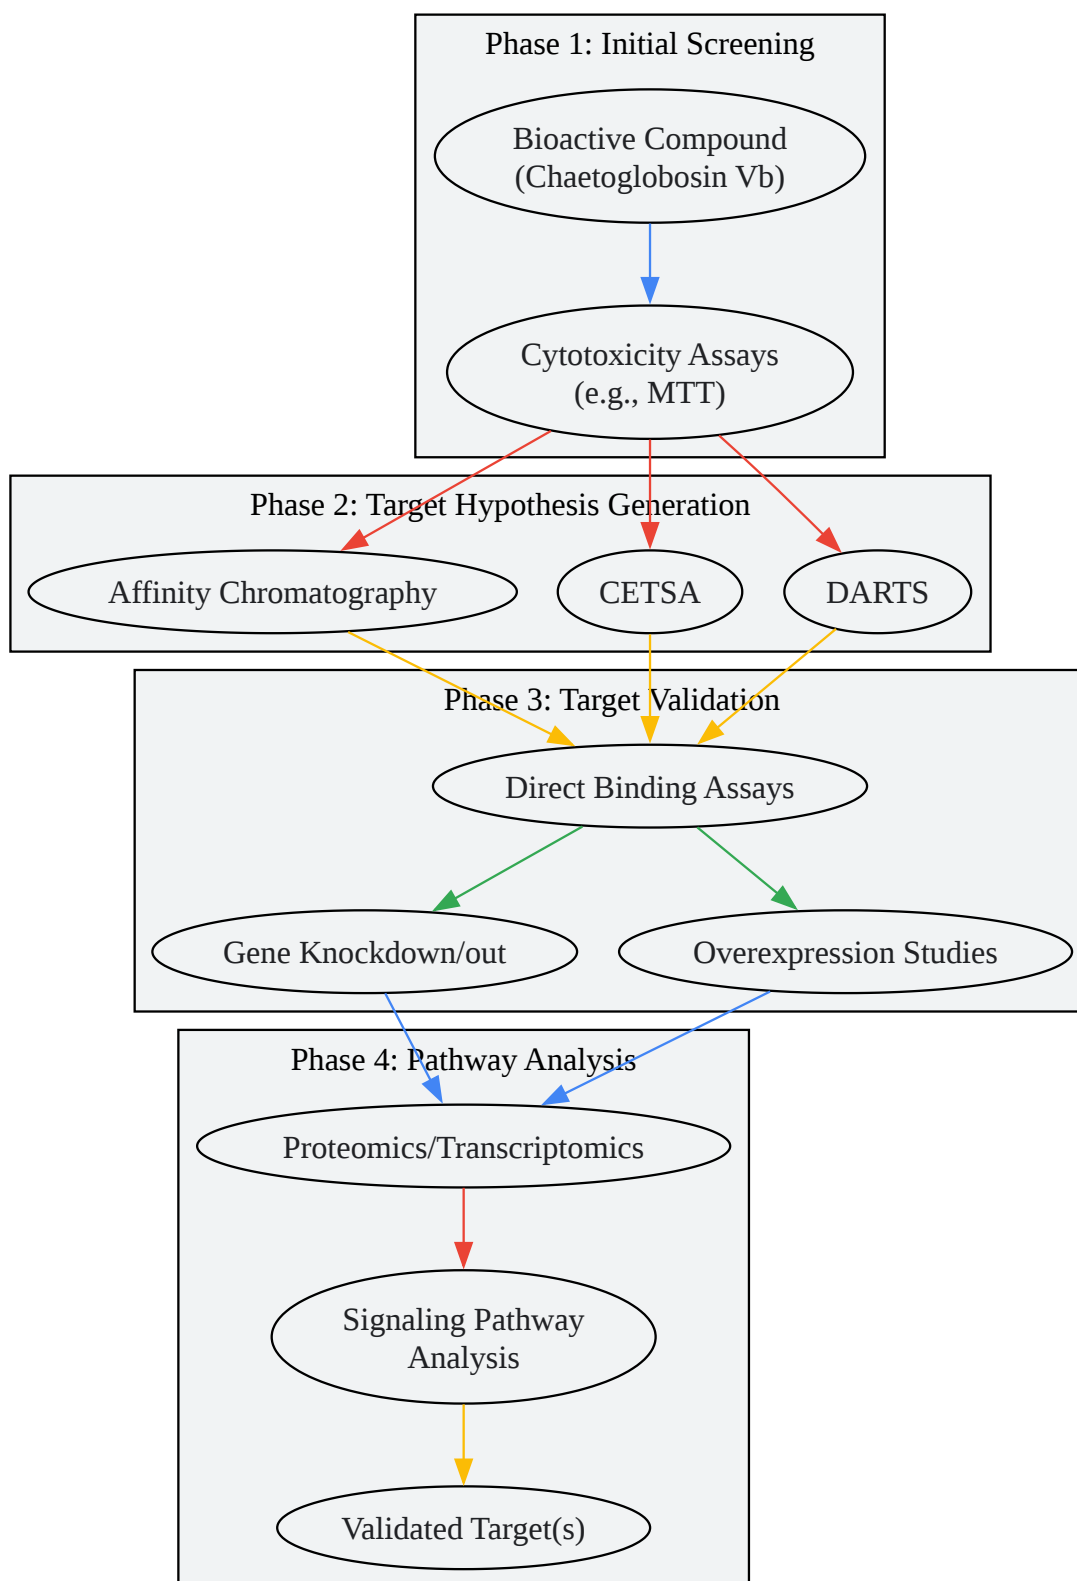 Phase 1: Initial Screening
Bioactive Compound
(Chaetoglobosin Vb)
Cytotoxicity Assays
(e.g., MTT)
Phase 2: Target Hypothesis Generation
Affinity Chromatography
CETSA
DARTS
Phase 3: Target Validation
Direct Binding Assays
Gene Knockdown/out
Overexpression Studies
Phase 4: Pathway Analysis
Proteomics/Transcriptomics
Signaling Pathway
Analysis
Validated Target(s)